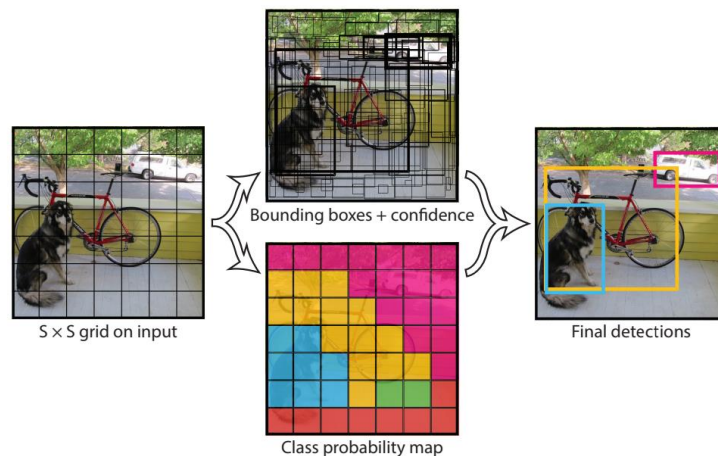 Bounding boxes + confidence
S × S grid on input
Final detections
Class probability map